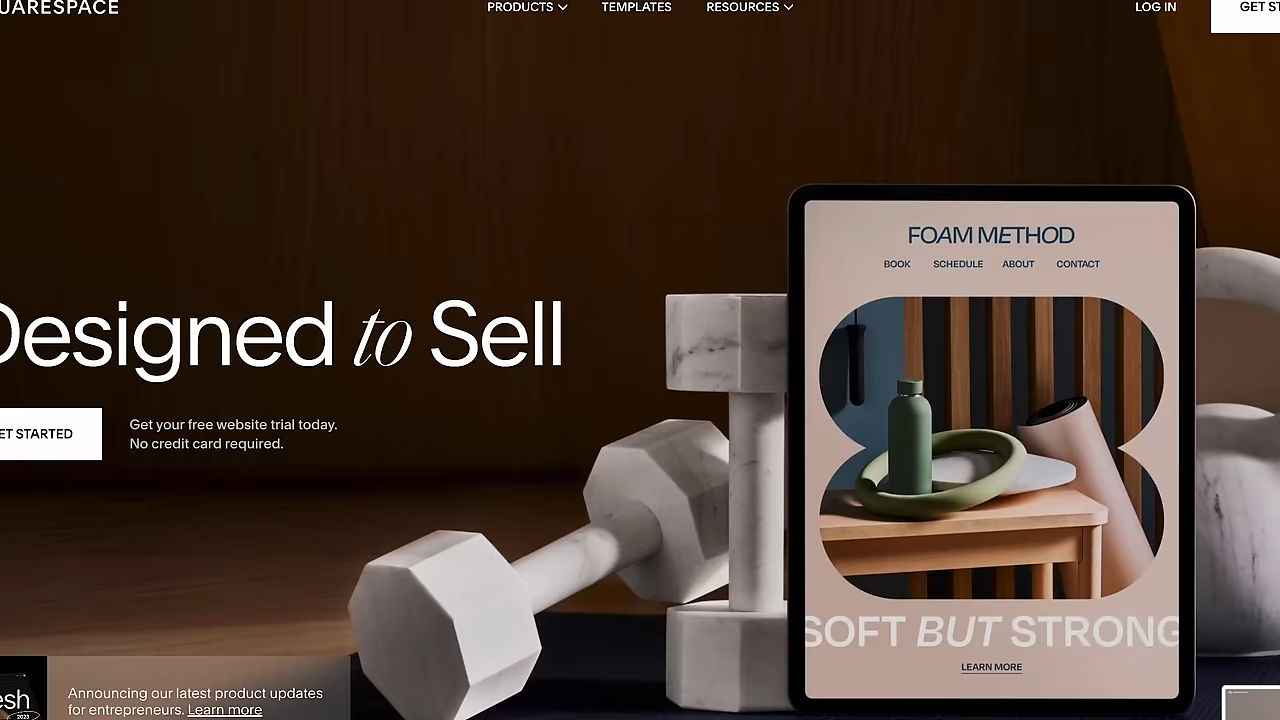 UARESPACE
PRODUCTS
TEMPLATES
RESOURCES
LOG IN
GET ST
Designed to Sell
ET STARTED
Get your free website trial today.
No credit card required.
FOAM METHOD
BOOK
SCHEDULE
ABOUT
CONTACT
SOFT BUT STRONG
LEARN MORE
esh
2023
Announcing our latest product updates
for entrepreneurs. Learn more